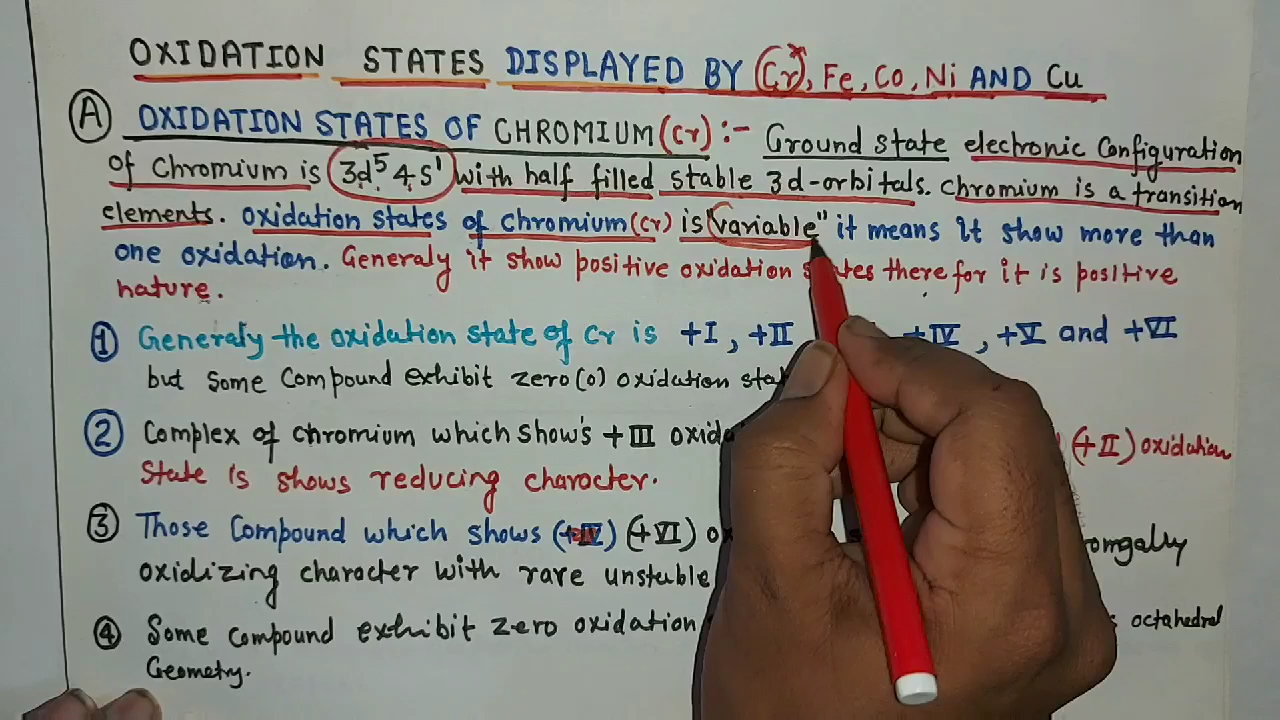 OXIDATION STATES DISPLAYED BY (Cr)*, Fe, Co, Ni AND Cu
(A) OXIDATION STATES OF CHROMIUM (Cr) :- Ground state electronic Configuration
of Chromium is 3d⁵ 4s¹ with half filled stable 3d-orbitals. Chromium is a transition
elements. Oxidation states of Chromium (Cr) is "variable" it means it show more than
one oxidation. Generaly it show positive oxidation states there for it is positive
nature.
① Generaly the oxidation state of Cr is +I, +II +IV, +V and +VI
but some Compound exhibit zero(0) oxidation
② Complex of chromium which show's +III (+II) oxidation
State is shows reducing charecter.
③ Those Compound which shows (+IV) (+VI)
oxidizing character with rare unstable
④ Some compound exhibit zero oxidation octahedral
Geometry.